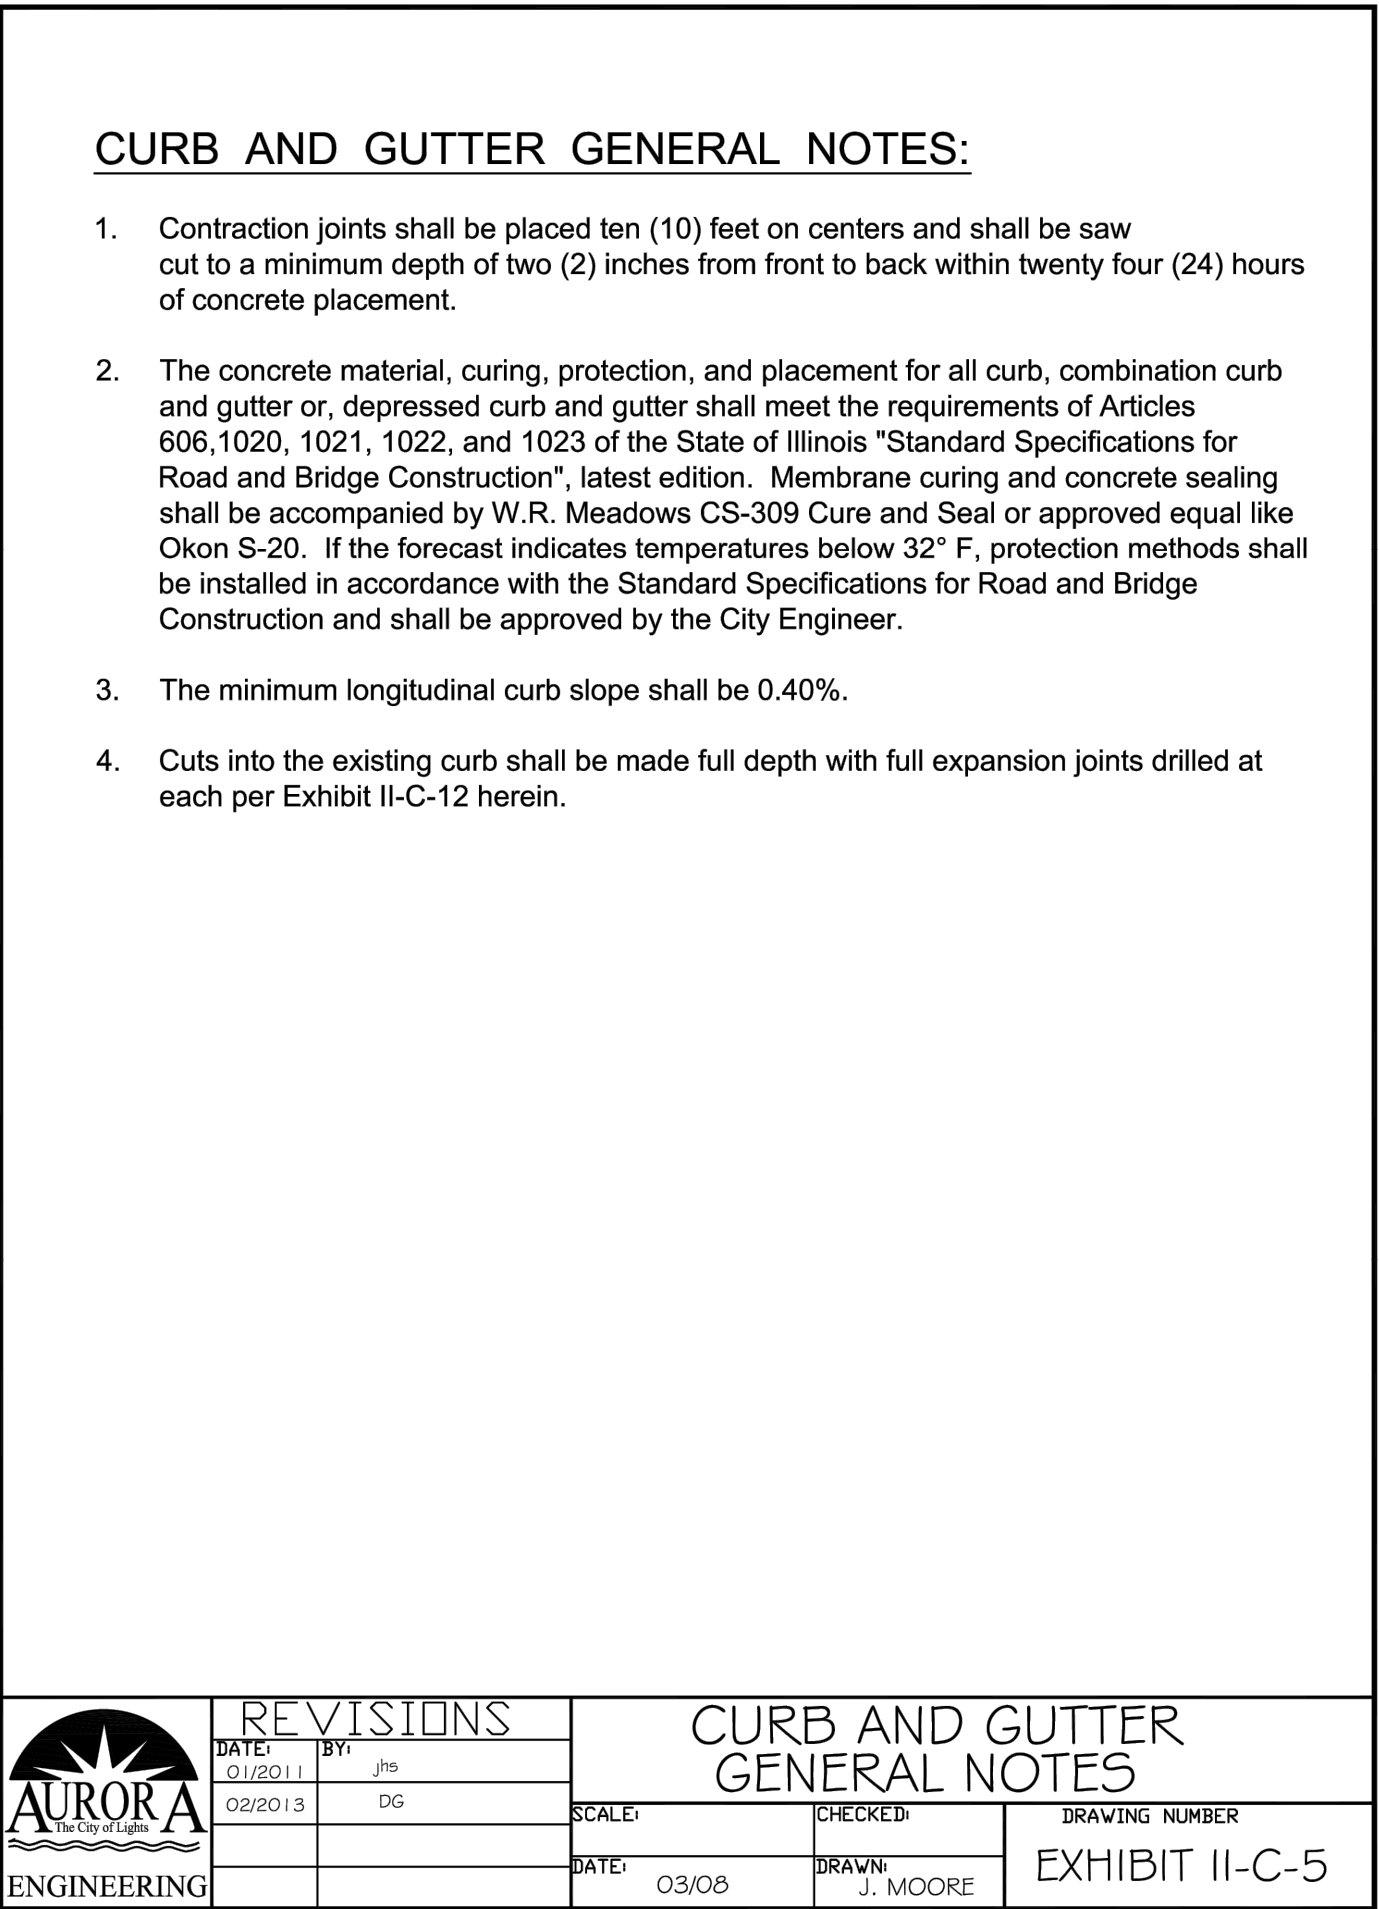 CURB AND GUTTER GENERAL NOTES:
1. Contraction joints shall be placed ten (10) feet on centers and shall be saw
cut to a minimum depth of two (2) inches from front to back within twenty four (24) hours
of concrete placement.
2. The concrete material, curing, protection, and placement for all curb, combination curb
and gutter or, depressed curb and gutter shall meet the requirements of Articles
606,1020, 1021, 1022, and 1023 of the State of Illinois "Standard Specifications for
Road and Bridge Construction", latest edition. Membrane curing and concrete sealing
shall be accompanied by W.R. Meadows CS-309 Cure and Seal or approved equal like
Okon S-20. If the forecast indicates temperatures below 32° F, protection methods shall
be installed in accordance with the Standard Specifications for Road and Bridge
Construction and shall be approved by the City Engineer.
3. The minimum longitudinal curb slope shall be 0.40%.
4. Cuts into the existing curb shall be made full depth with full expansion joints drilled at
each per Exhibit II-C-12 herein.
AURORA
The City of Lights
ENGINEERING
REVISIONS
DATE: BY:
01/2011 jhs
02/2013 DG
CURB AND GUTTER
GENERAL NOTES
SCALE:
CHECKED:
DATE: 03/08
DRAWN: J. MOORE
DRAWING NUMBER
EXHIBIT II-C-5